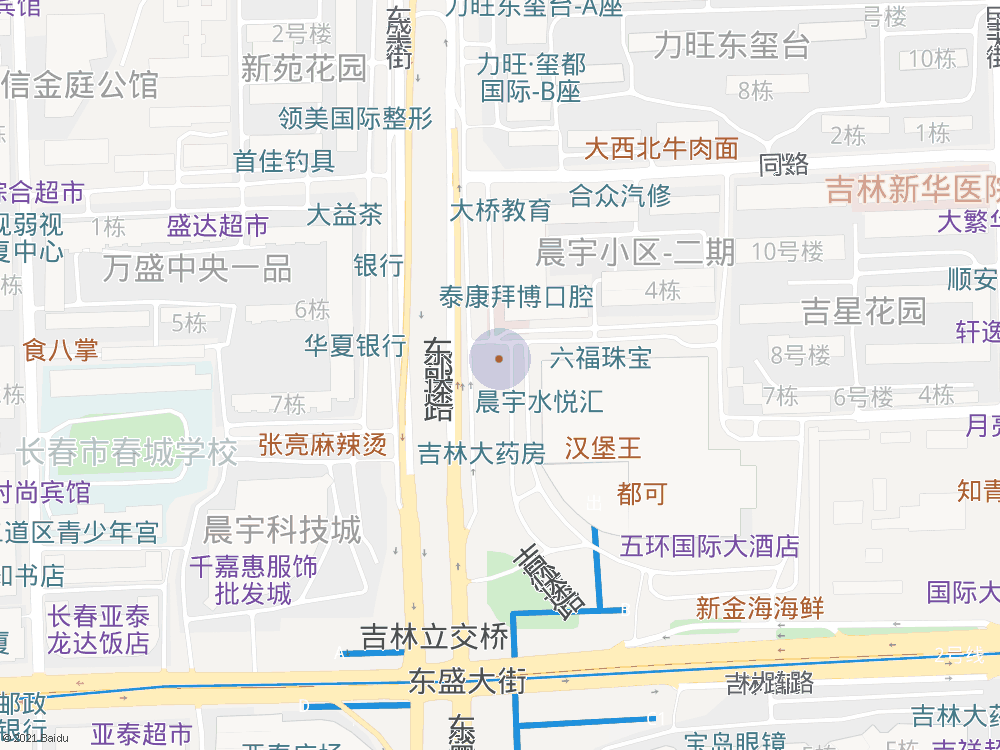 宾馆
力旺东玺台-A座
号楼
2号楼
力旺东玺台
新苑花园
力旺·玺都
国际-B座
10栋
信金庭公馆
8栋
领美国际整形
2栋
1栋
大西北牛肉面
首佳钓具
同路
综合超市
合众汽修
吉林新华医院
视弱视
大益茶
大桥教育
1栋
盛达超市
大繁华
夏中心
晨宇小区-二期
10号楼
万盛中央一品
银行
顺安
栋
泰康拜博口腔
4栋
5栋
6栋
吉星花园
食八掌
华夏银行
六福珠宝
8号楼
7栋
晨宇水悦汇
7栋
6号楼
4栋
月亮
长春市春城学校
张亮麻辣烫
吉林大药房
汉堡王
时尚宾馆
都可
出
知青
道区青少年宫
晨宇科技城
五环国际大酒店
和书店
千嘉惠服饰
批发城
吉林路
国际大
长春亚泰
龙达饭店
新金海海鲜
吉林立交桥
A
2号线
东盛大街
吉林路
邮政
银行
D
C1
吉林大药
亚泰超市
宝岛眼镜
© 2021 Baidu